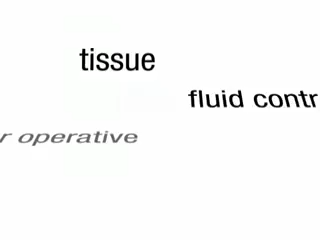 tissue
fluid contr
r operative